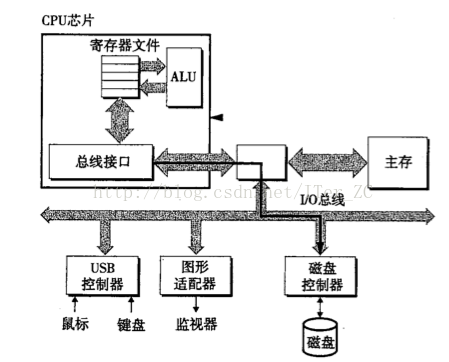 CPU芯片
寄存器文件
ALU
总线接口
主存
http://blog.csdn.net/ITer_ZC
I/O总线
USB
控制器
图形
适配器
磁盘
控制器
鼠标
键盘
监视器
磁盘